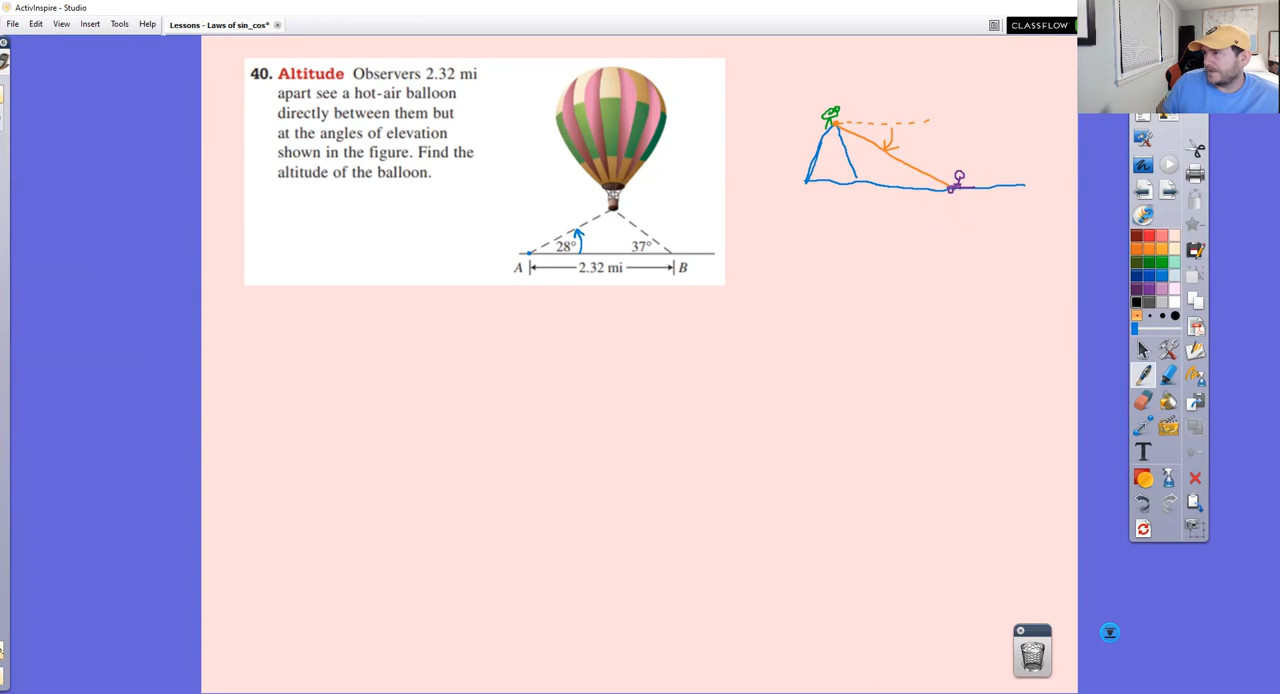 ActivInspire - Studio
File Edit View Insert Tools Help Lessons - Laws of sin_cos*
CLASSFLOW
40. Altitude Observers 2.32 mi
apart see a hot-air balloon
directly between them but
at the angles of elevation
shown in the figure. Find the
altitude of the balloon.
28° 37°
A 2.32 mi B
T